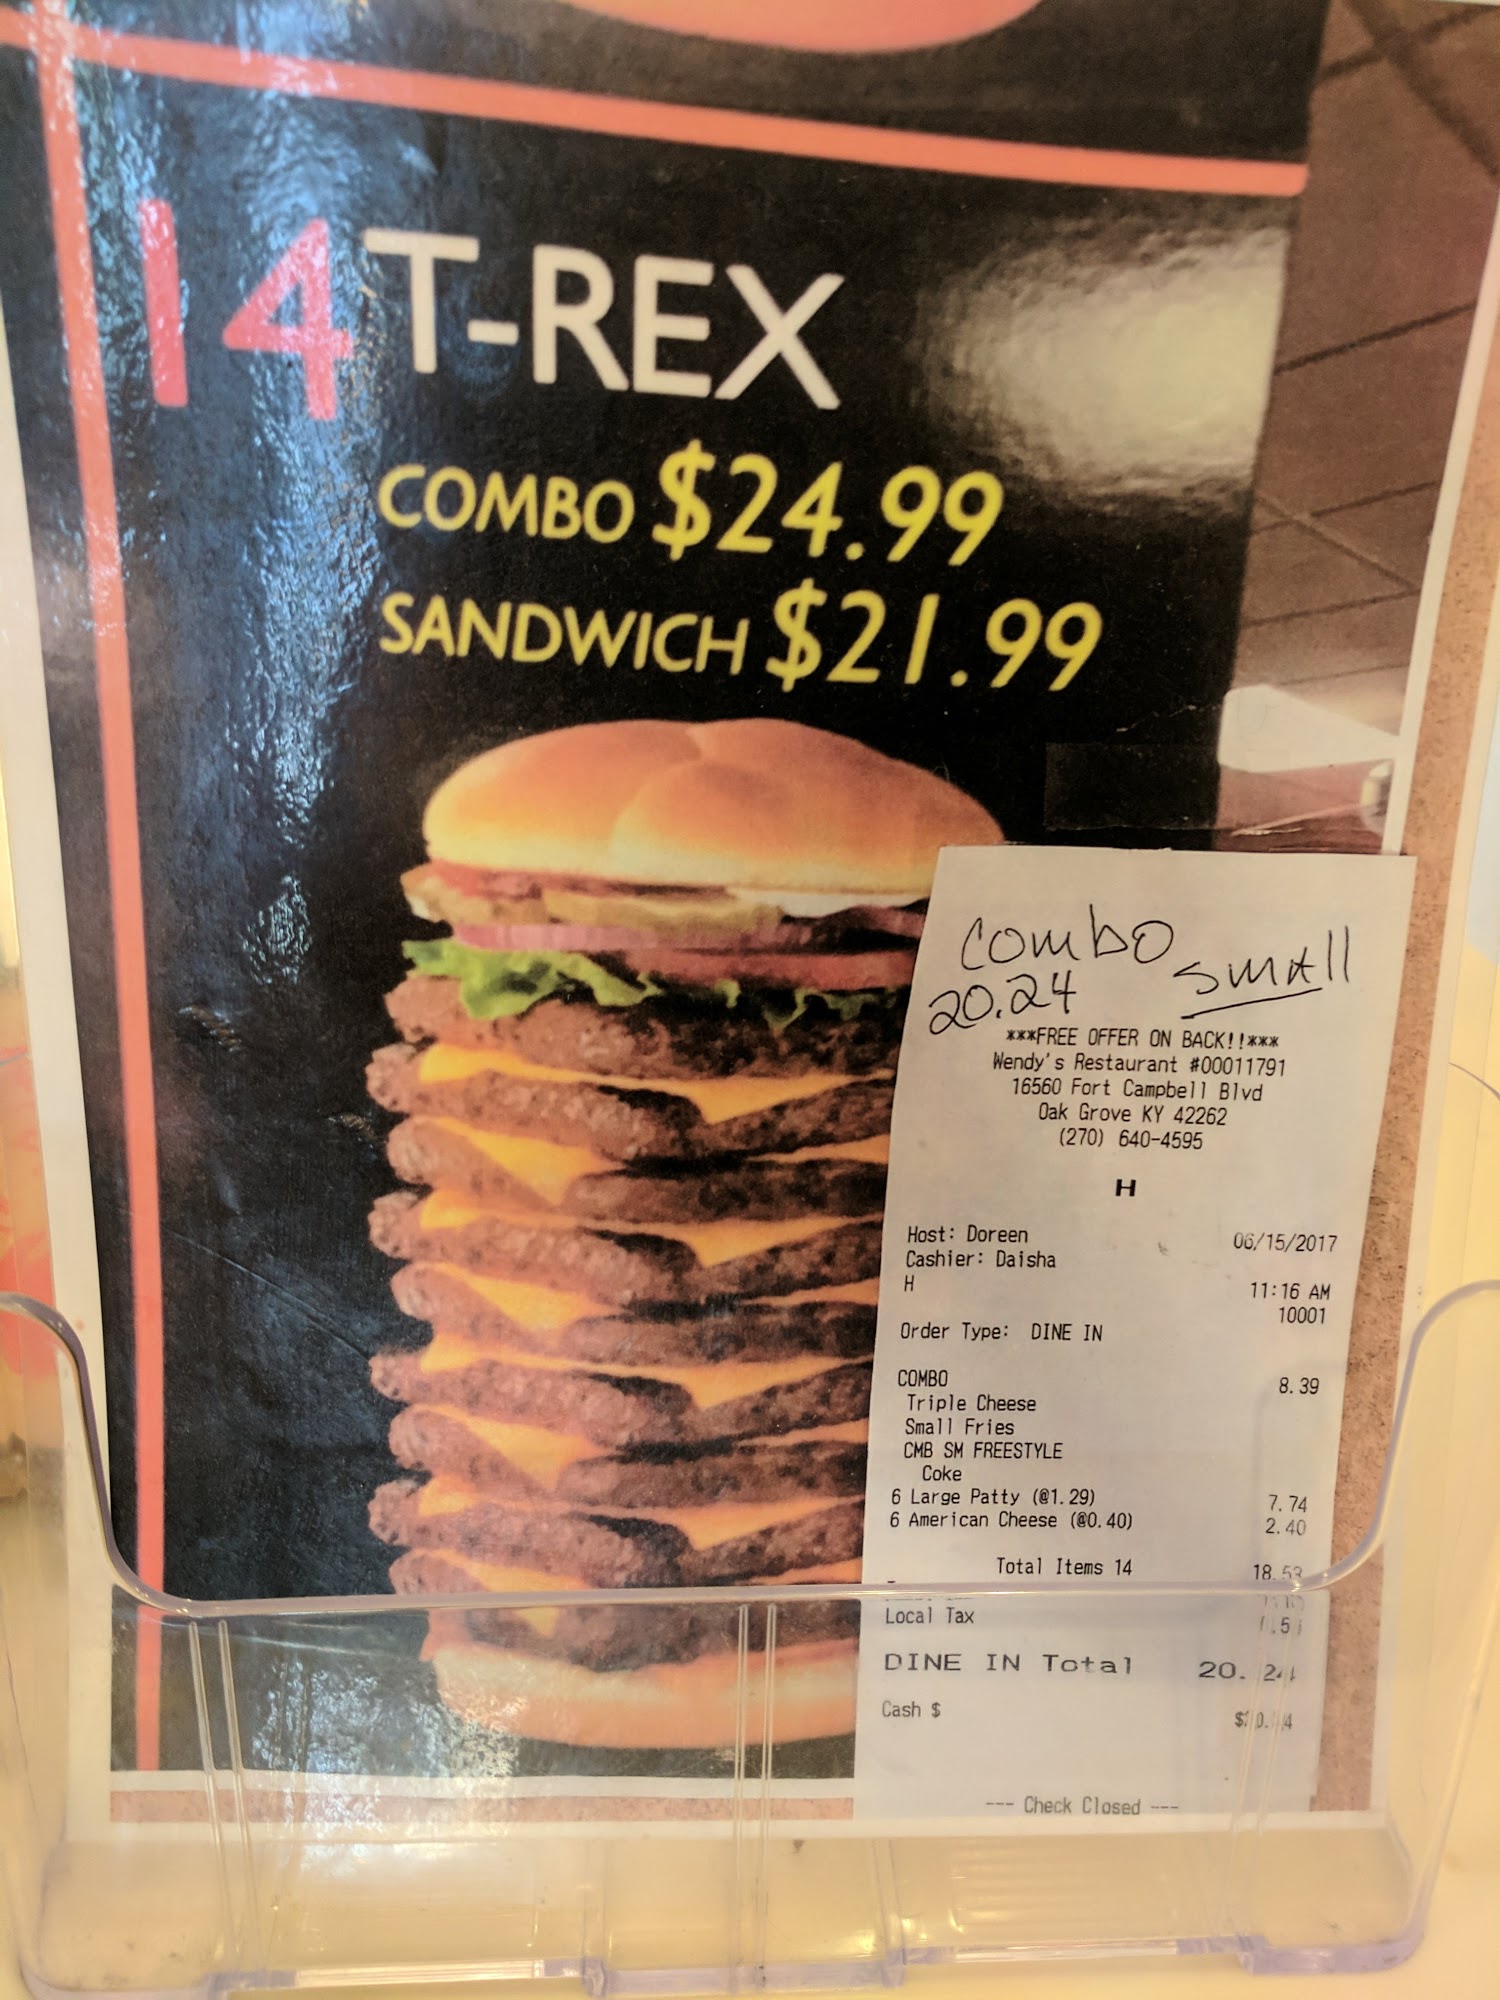 14 T-REX
COMBO $24.99
SANDWICH $21.99
combo small
20.24
***FREE OFFER ON BACK!!***
Wendy's Restaurant #00011791
16560 Fort Campbell Blvd
Oak Grove KY 42262
(270) 640-4595
H
Host: Doreen 06/15/2017
Cashier: Daisha
H 11:16 AM
10001
Order Type: DINE IN
COMBO 8.39
Triple Cheese
Small Fries
CMB SM FREESTYLE
Coke
6 Large Patty (@1.29) 7.74
6 American Cheese (@0.40) 2.40
Total Items 14 18.53
Local Tax
DINE IN Total 20.24
Cash $
--- Check Closed ---